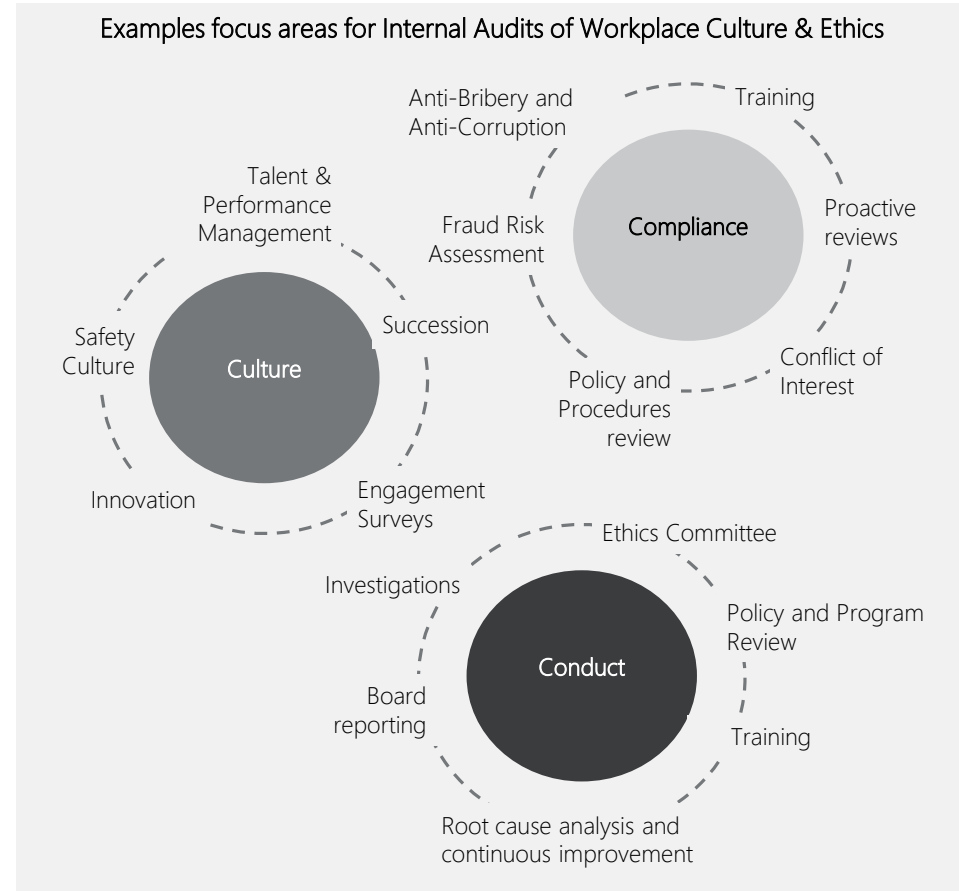 Examples focus areas for Internal Audits of Workplace Culture & Ethics
Anti-Bribery and
Anti-Corruption
Training
Proactive
reviews
Conflict of
Interest
Policy and
Procedures
review
Fraud Risk
Assessment
Compliance
Talent &
Performance
Management
Succession
Engagement
Surveys
Innovation
Safety
Culture
Culture
Ethics Committee
Policy and Program
Review
Training
Root cause analysis and
continuous improvement
Board
reporting
Investigations
Conduct